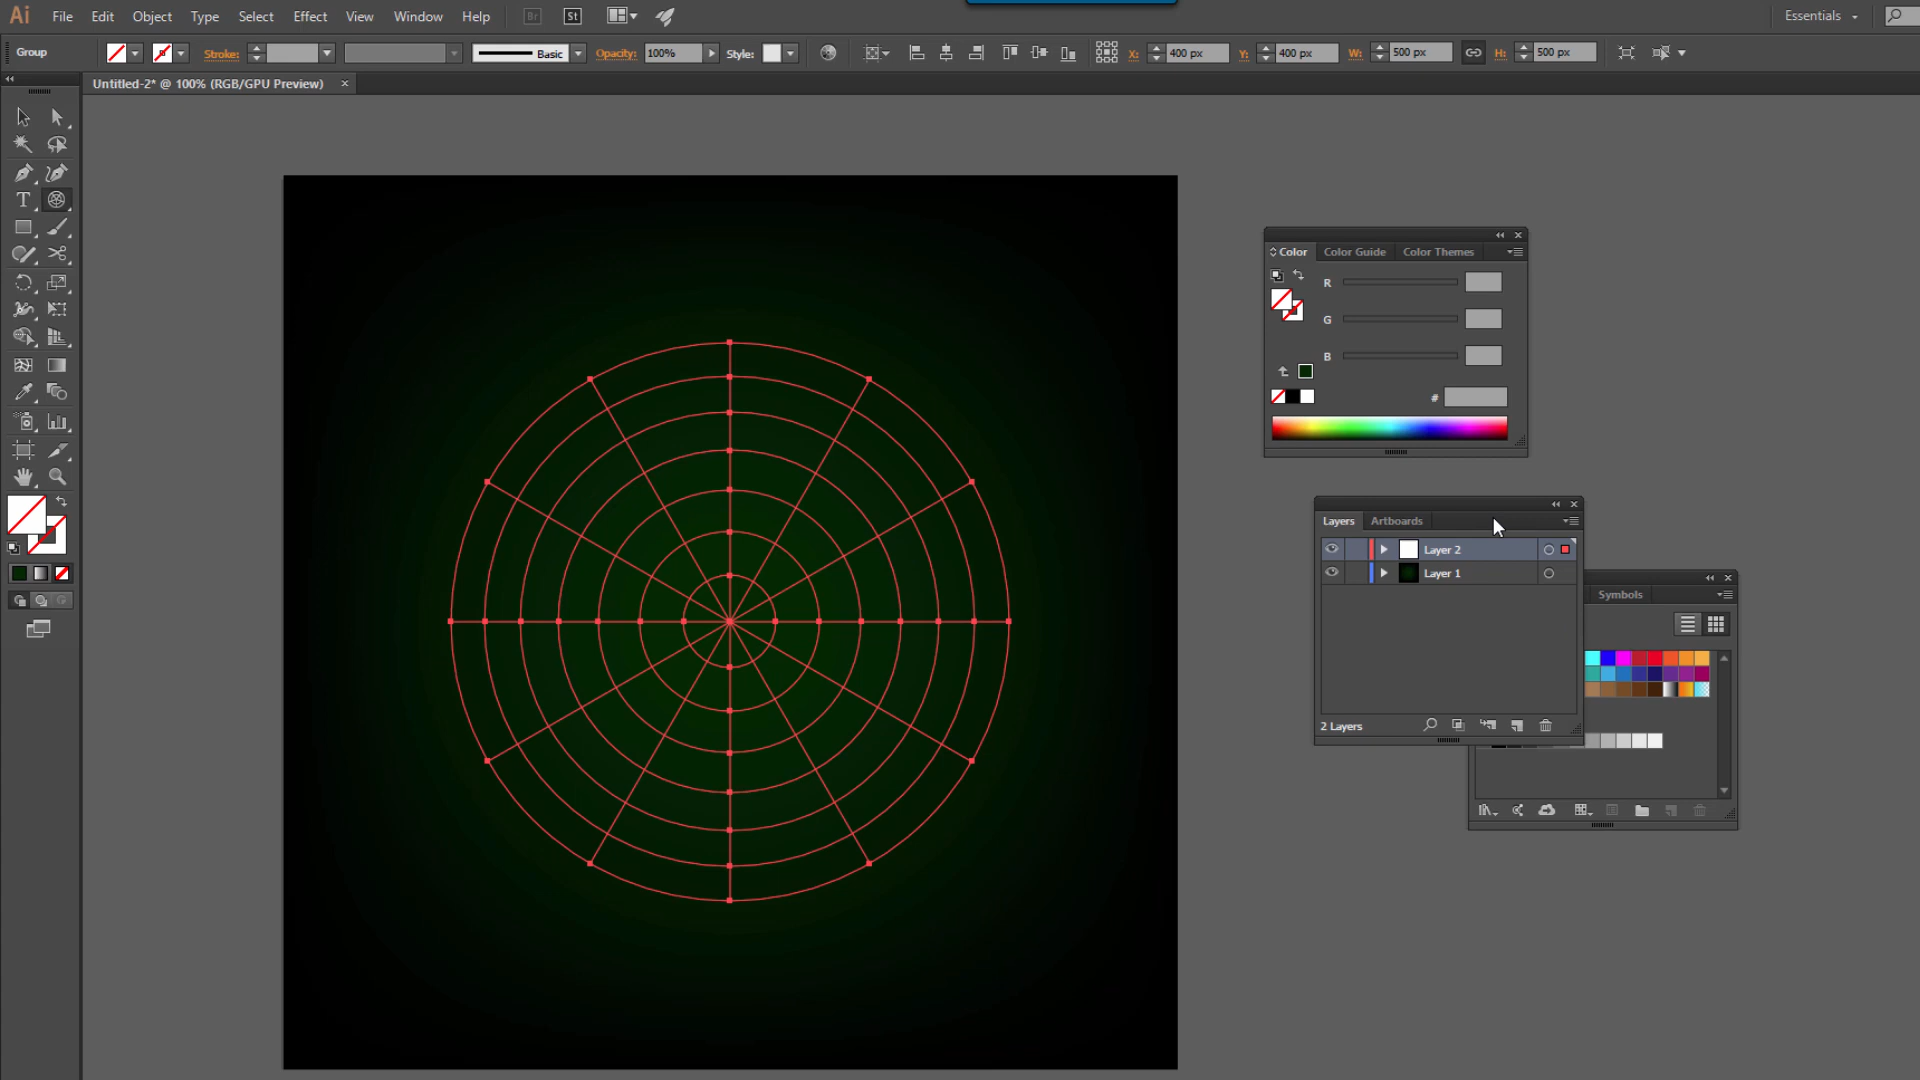 Ai File Edit Object Type Select Effect View Window Help Br St Essentials
Group Stroke: Basic Opacity: 100% Style: X: 400 px Y: 400 px W: 500 px H: 500 px
Untitled-2* @ 100% (RGB/GPU Preview) ×
T
Color Color Guide Color Themes
R
G
B
#
Layers Artboards
Layer 2
Layer 1
2 Layers
Symbols